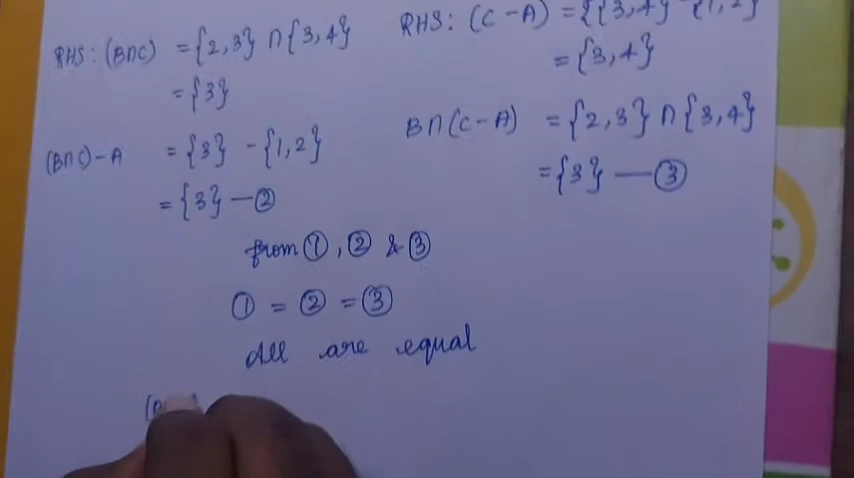 RHS: (B∩C) = {2,3} ∩ {3,4}
= {3}
(B∩C) - A = {3} - {1,2}
= {3} — ②
RHS: (C - A) = {{3,4} - {1,2}
= {3,4}
B∩(C - A) = {2,3} ∩ {3,4}
= {3} — ③
from ①, ② & ③
① = ② = ③
All are equal